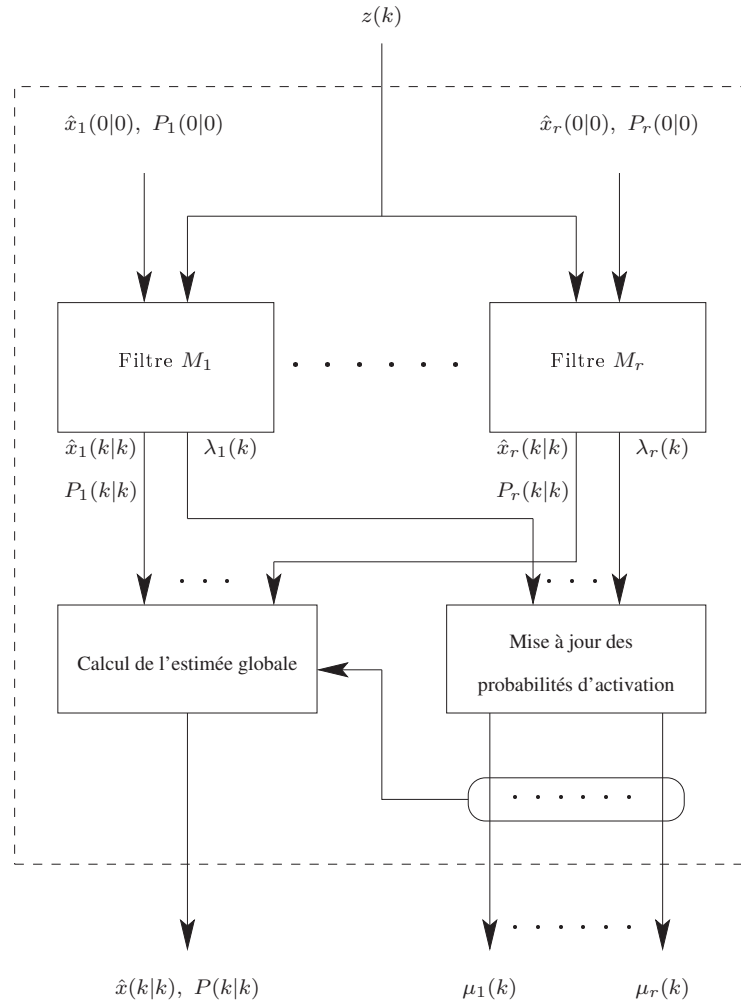 z(k)
x̂₁(0|0), P₁(0|0)
x̂ᵣ(0|0), Pᵣ(0|0)
Filtre M₁
Filtre Mᵣ
x̂₁(k|k)
λ₁(k)
x̂ᵣ(k|k)
λᵣ(k)
P₁(k|k)
Pᵣ(k|k)
Calcul de l'estimée globale
Mise à jour des
probabilités d'activation
x̂(k|k), P(k|k)
μ₁(k)
μᵣ(k)